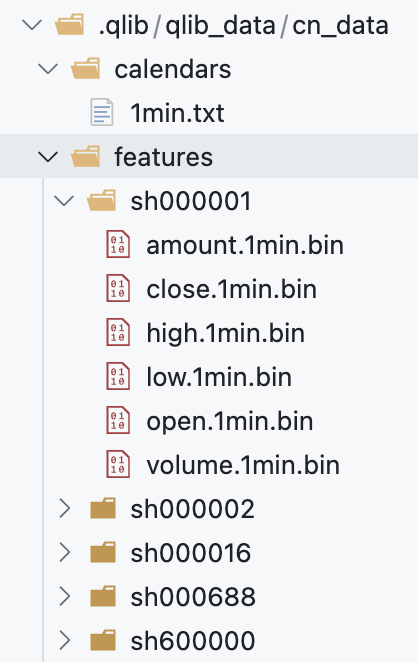 .qlib/qlib_data/cn_data
calendars
1min.txt
features
sh000001
amount.1min.bin
close.1min.bin
high.1min.bin
low.1min.bin
open.1min.bin
volume.1min.bin
sh000002
sh000016
sh000688
sh600000